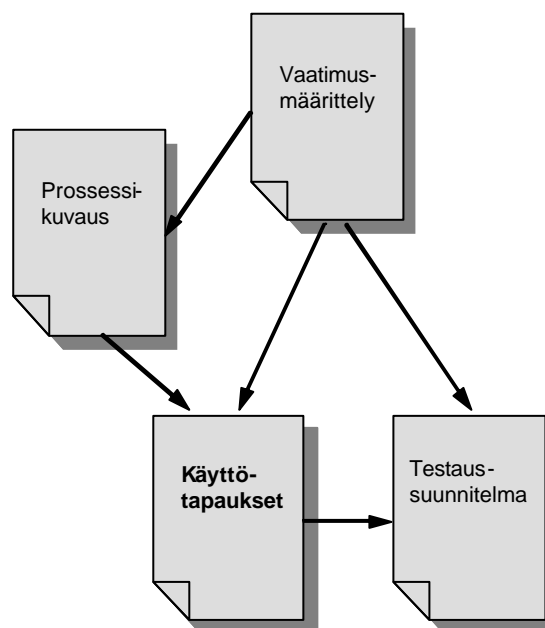 Vaatimus-
määrittely
Prossessi-
kuvaus
Käyttö-
tapaukset
Testaus-
suunnitelma